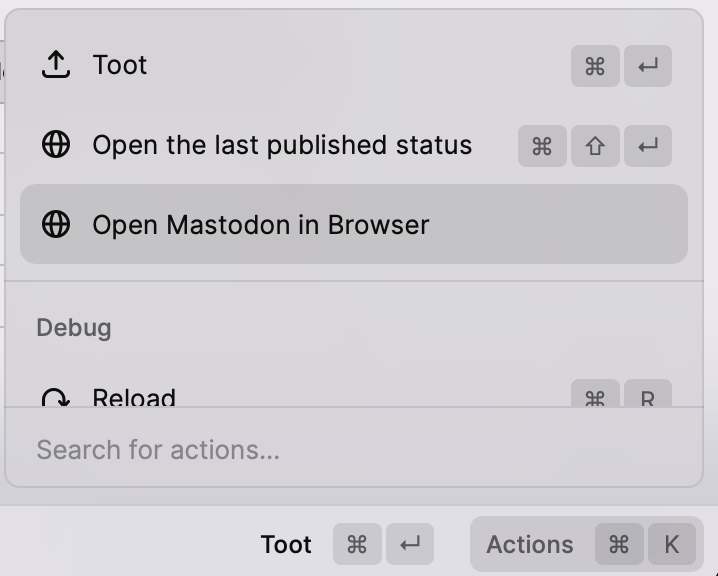 Toot ⌘ ↵
Open the last published status ⌘ ⇧ ↵
Open Mastodon in Browser
Debug
Reload ⌘ R
Search for actions...
Toot ⌘ ↵ Actions ⌘ K